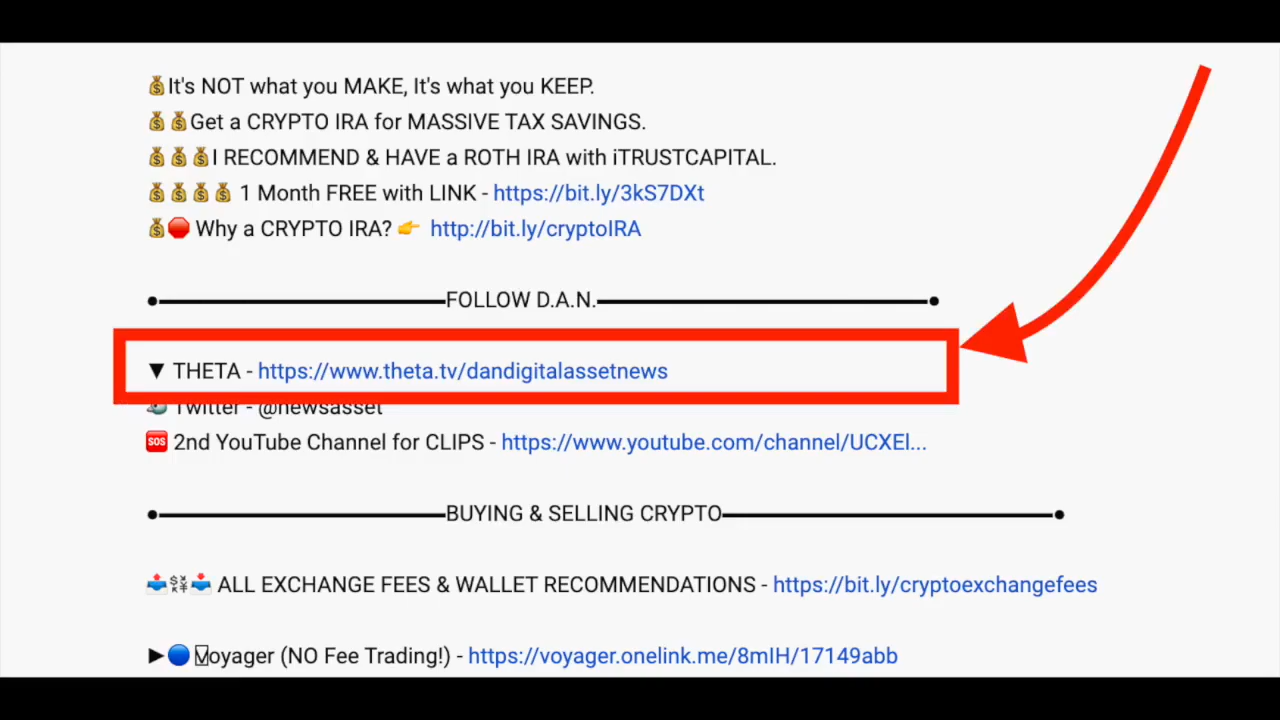 💰It's NOT what you MAKE, It's what you KEEP.
💰💰Get a CRYPTO IRA for MASSIVE TAX SAVINGS.
💰💰💰I RECOMMEND & HAVE a ROTH IRA with iTRUSTCAPITAL.
💰💰💰💰 1 Month FREE with LINK - https://bit.ly/3kS7DXt
💰🛑 Why a CRYPTO IRA? 👉 http://bit.ly/cryptoIRA
●▬▬▬▬▬▬▬▬▬FOLLOW D.A.N.▬▬▬▬▬▬▬▬▬▬●
▼ THETA - https://www.theta.tv/dandigitalassetnews
Twitter - @newsasset
🆘 2nd YouTube Channel for CLIPS - https://www.youtube.com/channel/UCXEl...
●▬▬▬▬▬▬▬▬▬BUYING & SELLING CRYPTO▬▬▬▬▬▬▬▬▬▬●
📤💱📤 ALL EXCHANGE FEES & WALLET RECOMMENDATIONS - https://bit.ly/cryptoexchangefees
►🔵 Voyager (NO Fee Trading!) - https://voyager.onelink.me/8mIH/17149abb